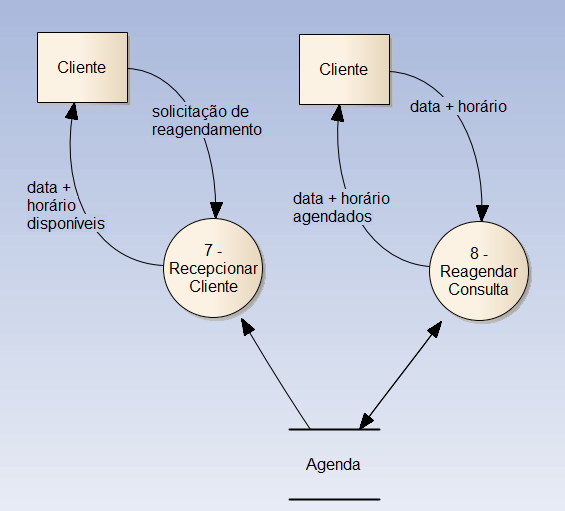 Cliente
solicitação de
reagendamento
data +
horário
disponíveis
7 -
Recepcionar
Cliente
Cliente
data + horário
data + horário
agendados
8 -
Reagendar
Consulta
Agenda